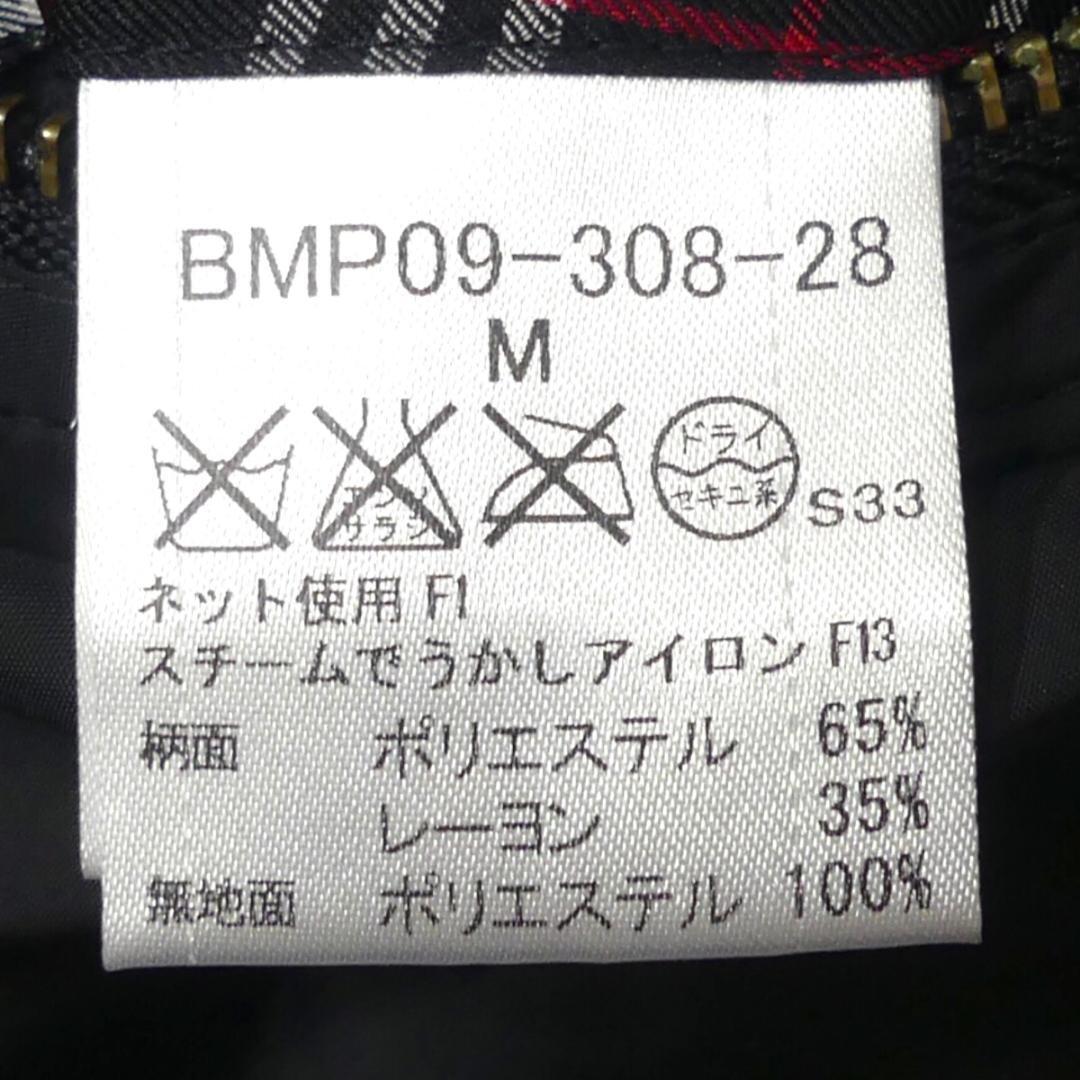 BMP09-308-28
M
エンソ
サラシ
ドライ
セキユ系
S33
ネット使用 F1
スチームでうかしアイロン F13
柄面 ポリエステル 65%
レーヨン 35%
無地面 ポリエステル 100%